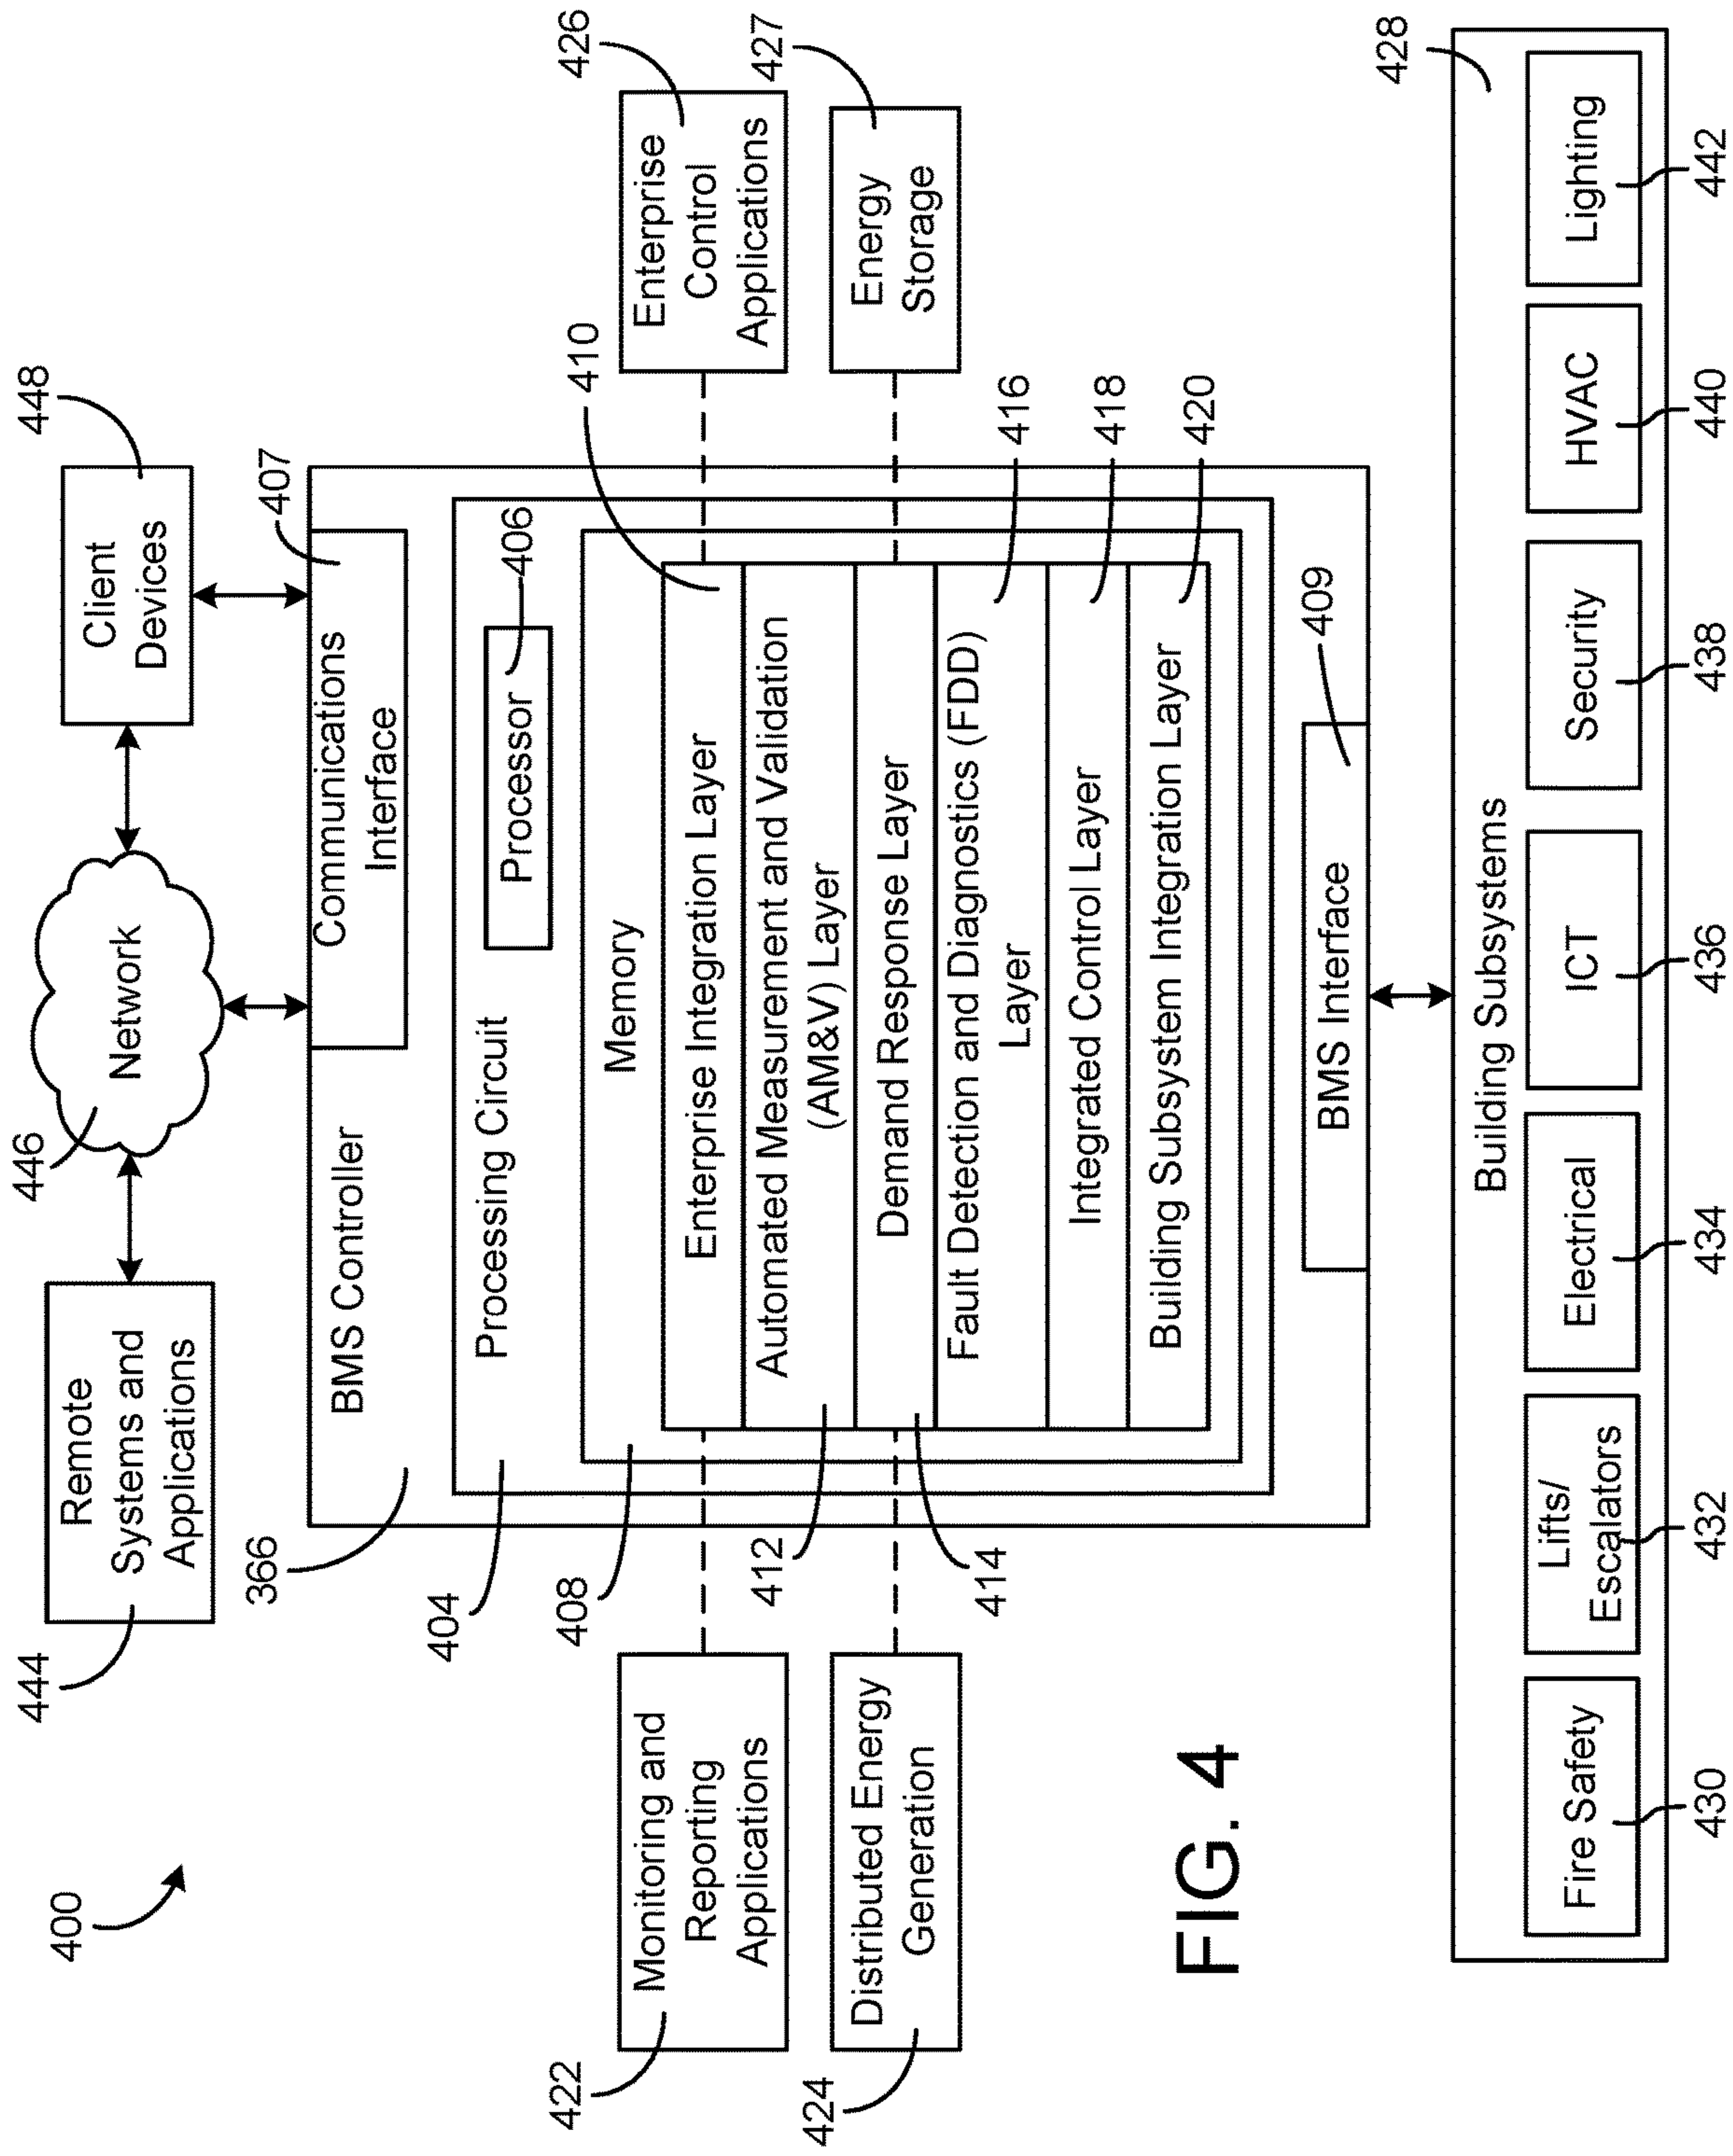 400
444
Remote
Systems and
Applications
446
Network
Client
Devices
448
366
BMS Controller
Communications
Interface
407
404
Processing Circuit
Processor
406
408
Memory
410
Enterprise Integration Layer
Automated Measurement and Validation
(AM&V) Layer
412
Demand Response Layer
414
Fault Detection and Diagnostics (FDD)
Layer
416
Integrated Control Layer
418
Building Subsystem Integration Layer
420
422
Monitoring and
Reporting
Applications
424
Distributed Energy
Generation
426
Enterprise
Control
Applications
427
Energy
Storage
BMS Interface
409
FIG. 4
Building Subsystems
428
Fire Safety
Lifts/
Escalators
Electrical
ICT
Security
HVAC
Lighting
430
432
434
436
438
440
442